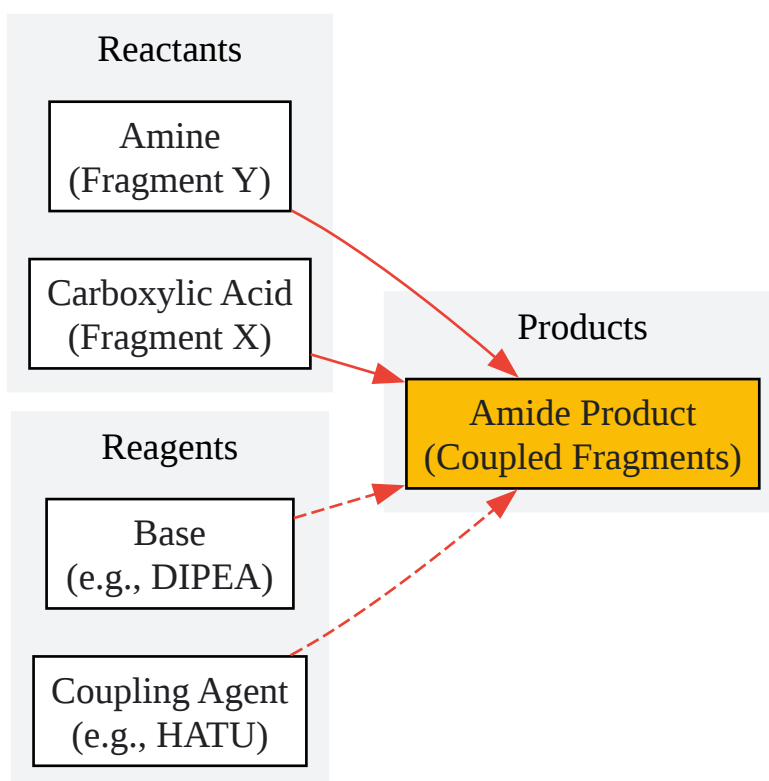 Reactants
Amine
(Fragment Y)
Carboxylic Acid
(Fragment X)
Products
Amide Product
(Coupled Fragments)
Reagents
Base
(e.g., DIPEA)
Coupling Agent
(e.g., HATU)